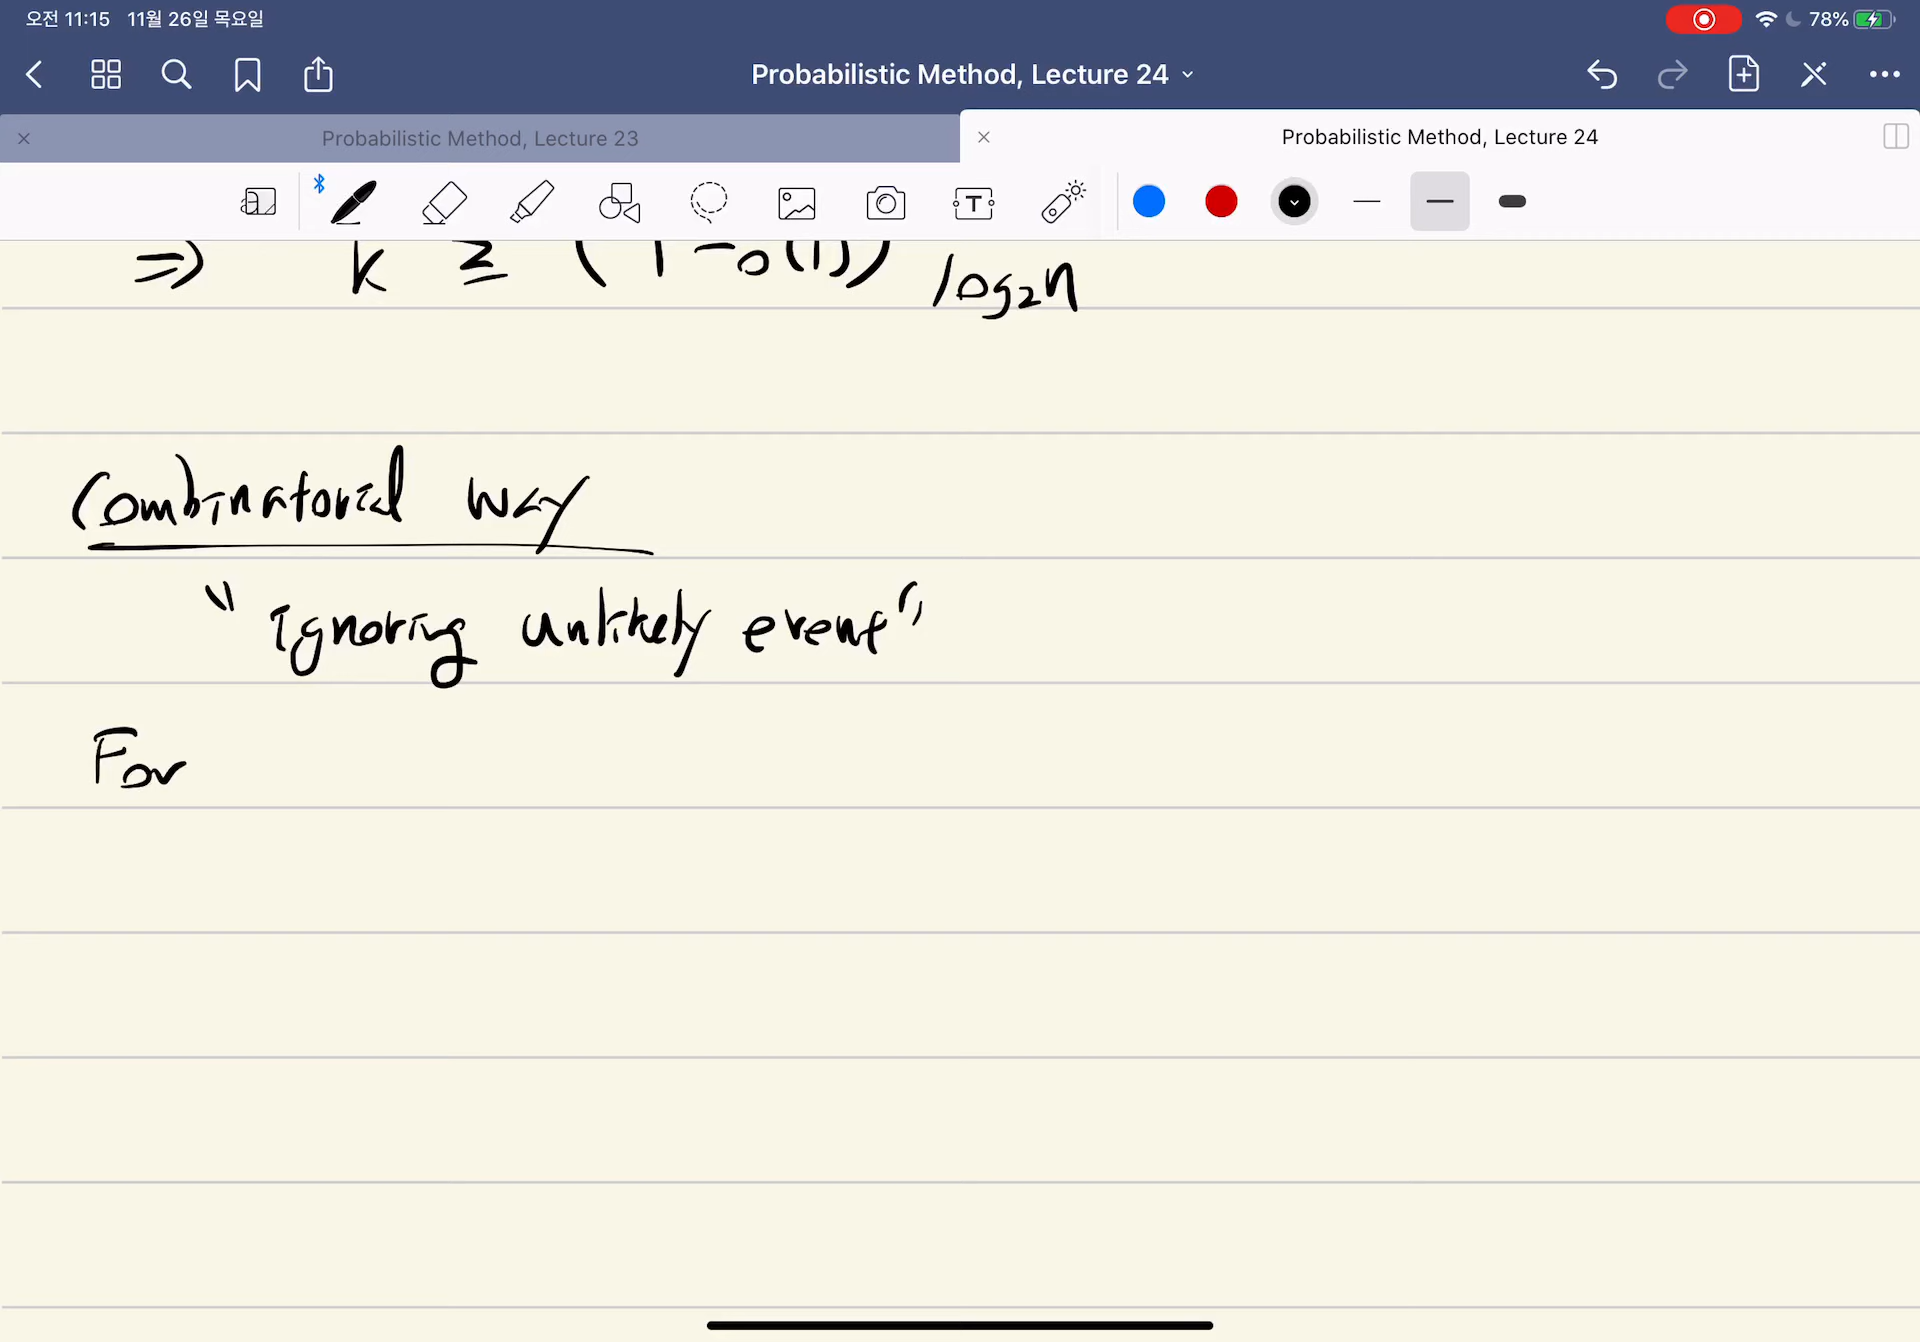 오전 11:15 11월 26일 목요일 78%
Probabilistic Method, Lecture 24
Probabilistic Method, Lecture 23
Probabilistic Method, Lecture 24
a T
⇒ k ≥ (1-o(1)) log₂n
Combinatorial way
"ignoring unlikely event"
For